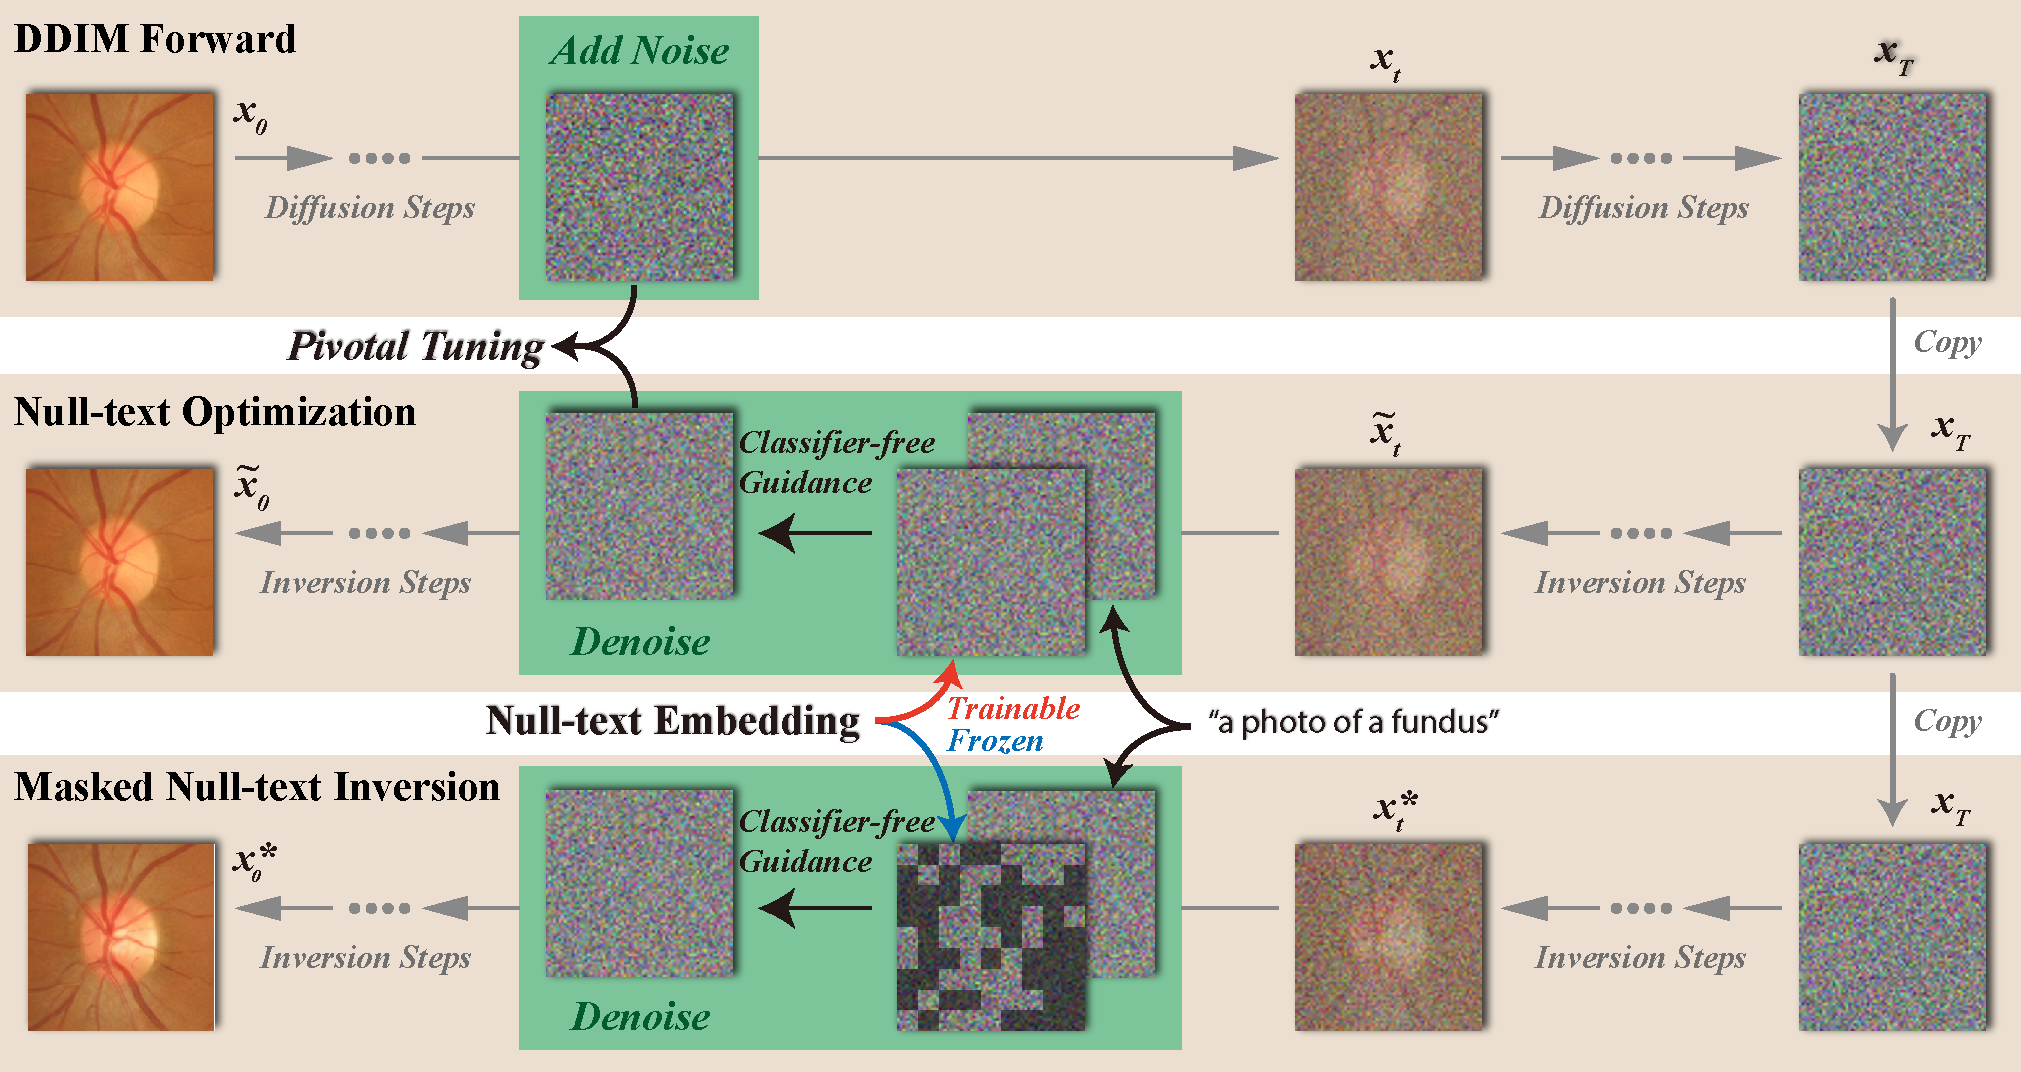 DDIM Forward
Add Noise
x_0
x_t
x_T
Diffusion Steps
Diffusion Steps
Pivotal Tuning
Copy
Null-text Optimization
Classifier-free
Guidance
x̃_0
x̃_t
x_T
Inversion Steps
Inversion Steps
Denoise
Null-text Embedding
Trainable
Frozen
“a photo of a fundus”
Copy
Masked Null-text Inversion
Classifier-free
Guidance
x_0*
x_t*
x_T
Inversion Steps
Inversion Steps
Denoise